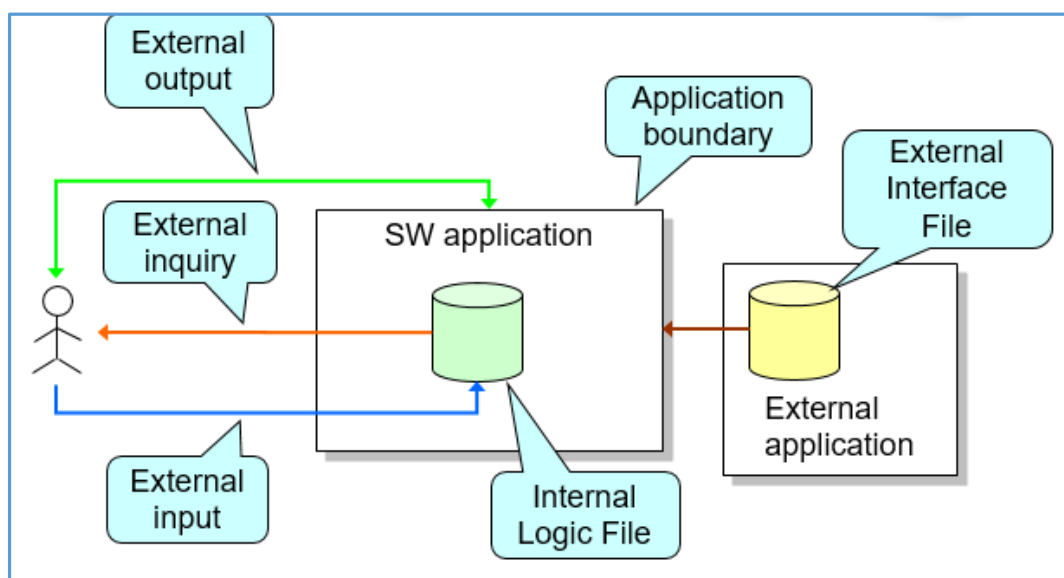 External
output
Application
boundary
External
Interface
File
External
inquiry
SW application
External
application
External
input
Internal
Logic File